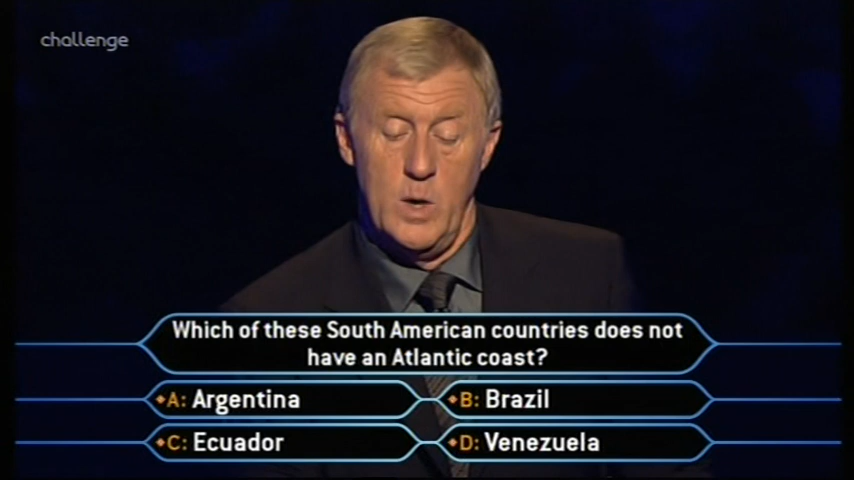 challenge
Which of these South American countries does not
have an Atlantic coast?
A: Argentina
B: Brazil
C: Ecuador
D: Venezuela